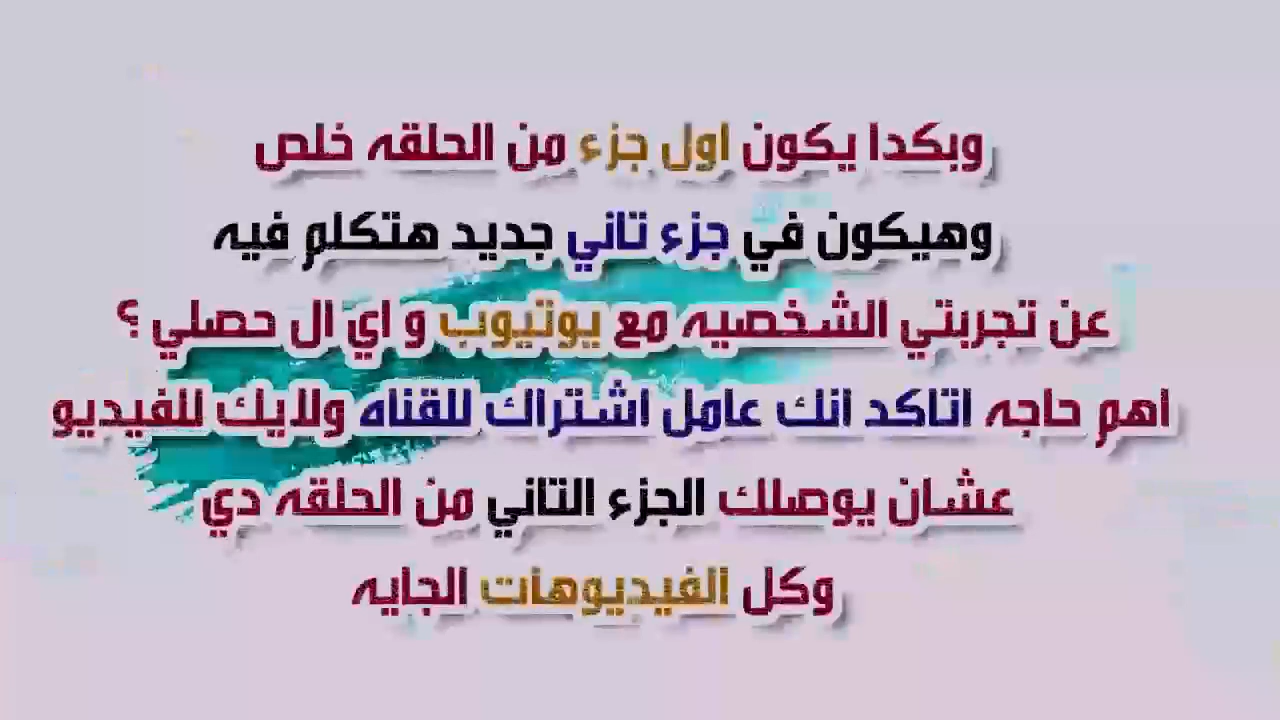 وبكدا يكون اول جزء من الحلقه خلص
وهيكون في جزء تاني جديد هتكلم فيه
عن تجربتي الشخصيه مع يوتيوب و اي ال حصلي ؟
اهم حاجه اتاكد انك عامل اشتراك للقناه ولايك للفيديو
عشان يوصلك الجزء التاني من الحلقه دي
وكل الفيديوهات الجايه